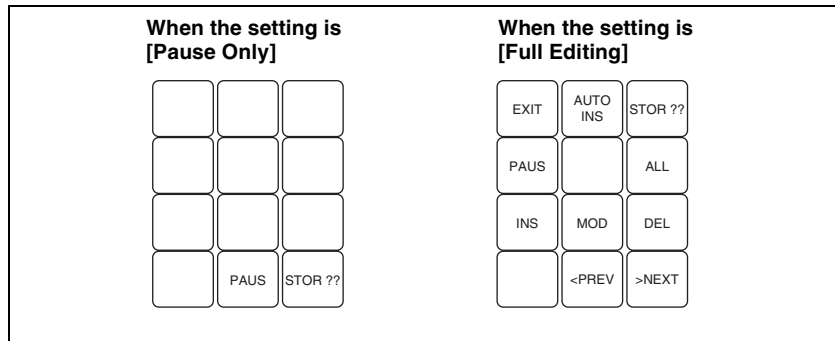 When the setting is
[Pause Only]
When the setting is
[Full Editing]
EXIT
AUTO
INS
STOR ??
PAUS
ALL
INS
MOD
DEL
PAUS
STOR ??
<PREV
>NEXT